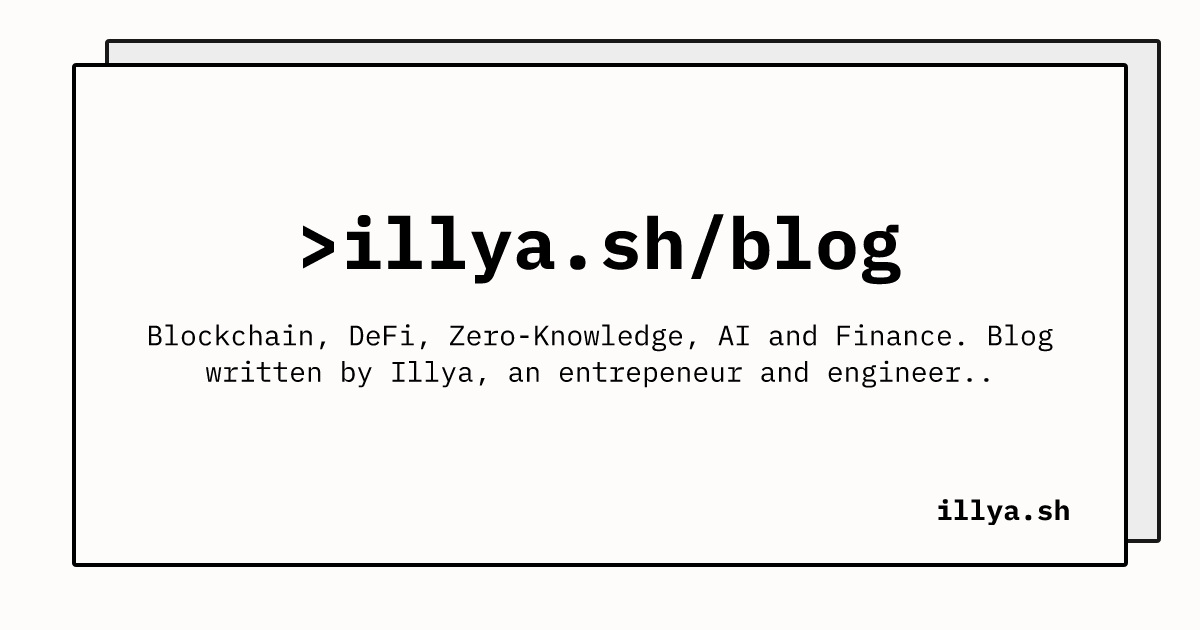 >illya.sh/blog
Blockchain, DeFi, Zero-Knowledge, AI and Finance. Blog
written by Illya, an entrepeneur and engineer..
illya.sh